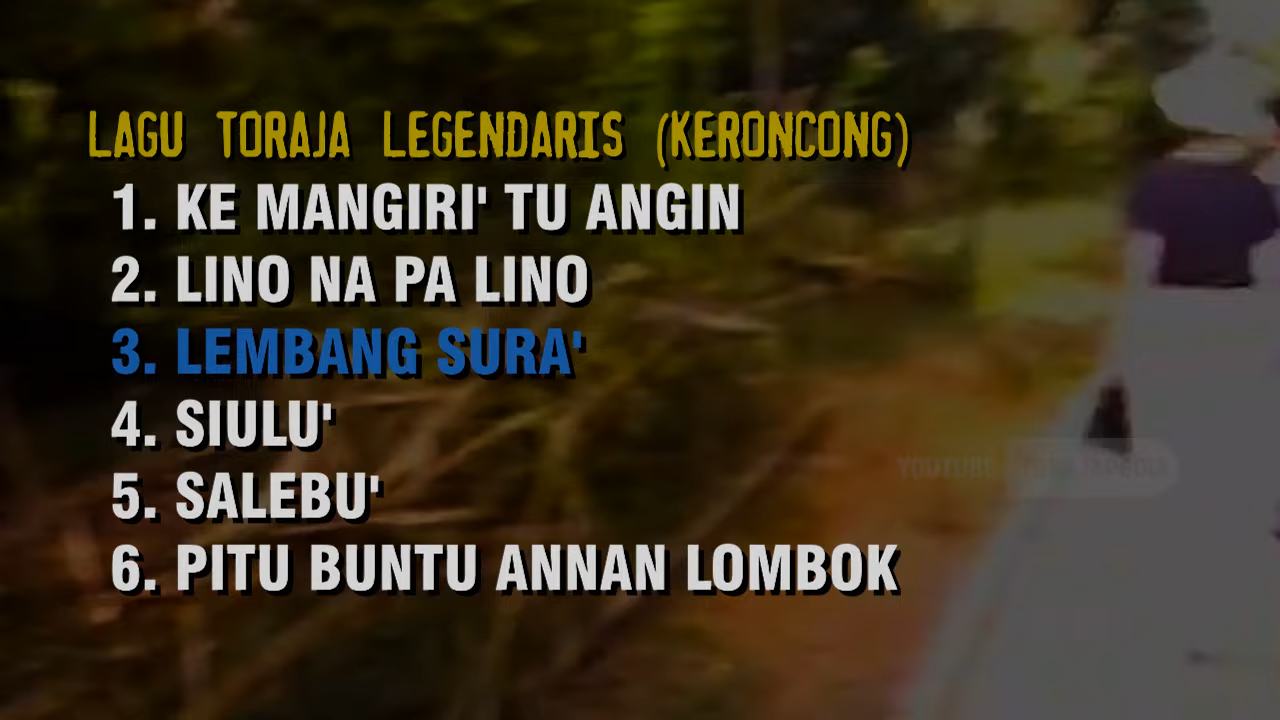 LAGU TORAJA LEGENDARIS (KERONCONG)
1. KE MANGIRI' TU ANGIN
2. LINO NA PA LINO
3. LEMBANG SURA'
4. SIULU'
5. SALEBU'
6. PITU BUNTU ANNAN LOMBOK
YOUTUBE